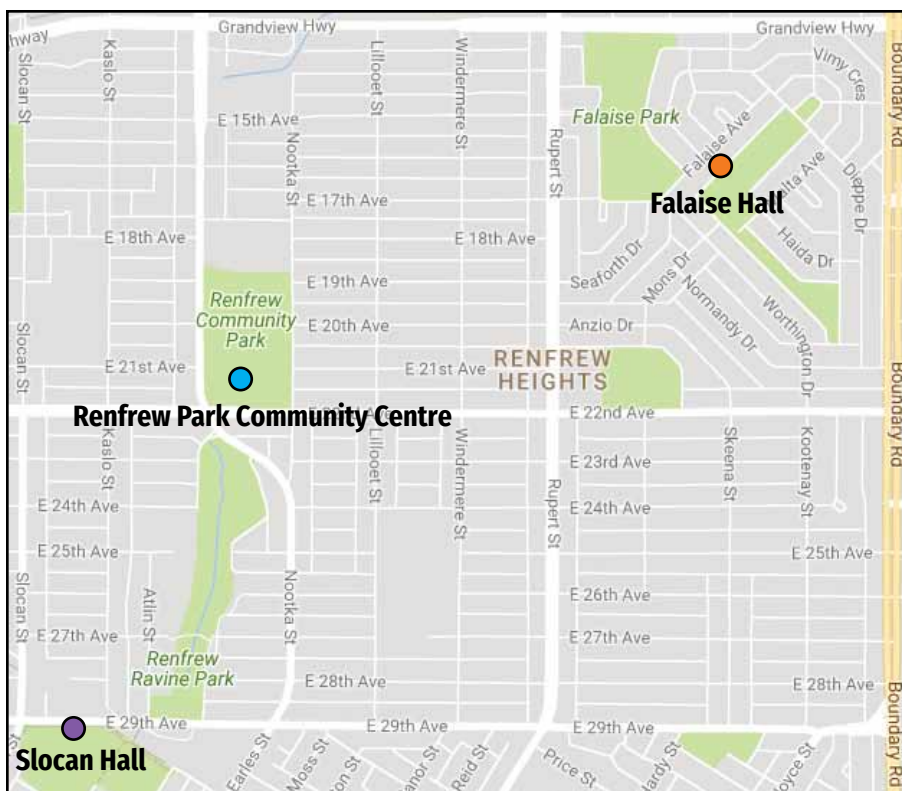 hway
Grandview Hwy
Grandview Hwy
Slocan St
Kaslo St
Lillooet St
Windermere St
Vimy Cres
Boundary Rd
E 15th Ave
Nootka St
Rupert St
Falaise Park
Falaise Ave
Falaise Hall
Dieppe Dr
E 17th Ave
E 18th Ave
E 18th Ave
Haida Dr
Seaforth Dr
Mons Dr
Normandy Dr
Worthington Dr
E 19th Ave
Renfrew
Community
Park
E 20th Ave
Anzio Dr
Slocan St
E 21st Ave
E 21st Ave
RENFREW
HEIGHTS
Boundary Rd
Renfrew Park Community Centre
E 22nd Ave
Kaslo St
Lillooet St
Windermere St
Rupert St
Skeena St
Kootenay St
E 23rd Ave
E 24th Ave
E 24th Ave
E 25th Ave
E 25th Ave
Slocan St
Atlin St
Nootka St
E 26th Ave
E 27th Ave
E 27th Ave
Renfrew
Ravine Park
E 28th Ave
E 28th Ave
Boundary Rd
E 29th Ave
E 29th Ave
E 29th Ave
Slocan Hall
Earles St
Moss St
Reid St
Price St